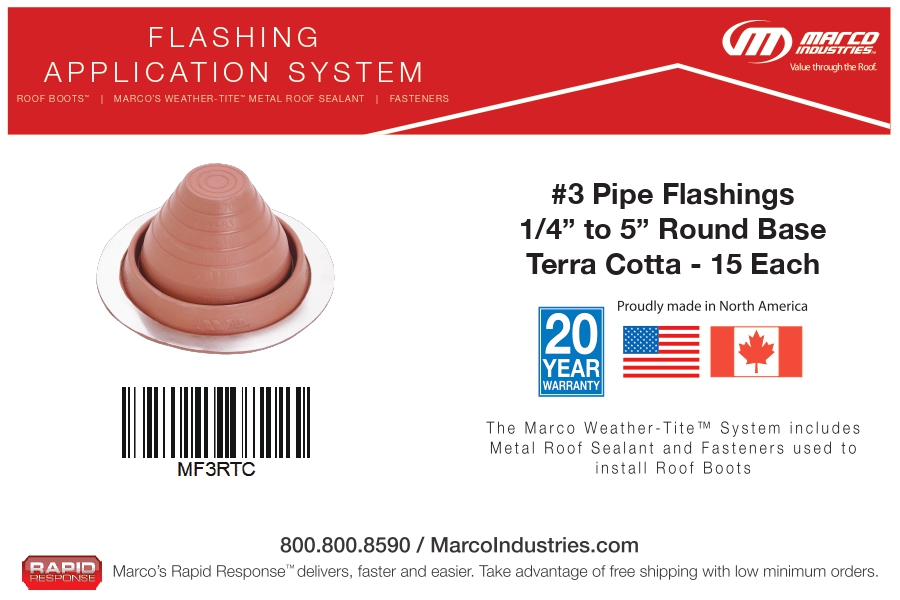 FLASHING
APPLICATION SYSTEM
ROOF BOOTS™ | MARCO'S WEATHER-TITE™ METAL ROOF SEALANT | FASTENERS
MARCO
INDUSTRIES™
Value through the Roof.
#3 Pipe Flashings
1/4” to 5” Round Base
Terra Cotta - 15 Each
Proudly made in North America
20
YEAR
WARRANTY
The Marco Weather-Tite™ System includes
Metal Roof Sealant and Fasteners used to
install Roof Boots
MF3RTC
800.800.8590 / MarcoIndustries.com
RAPID
RESPONSE
Marco’s Rapid Response™ delivers, faster and easier. Take advantage of free shipping with low minimum orders.